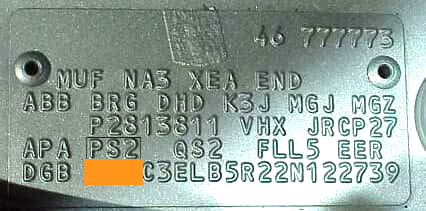 46 777773
MUF NA3 XEA END
ABB BRG DHD K3J MGJ MGZ
P2813811 VHX JRCP27
APA PS2 QS2 FLL5 EER
DGB C3ELB5R22N122739